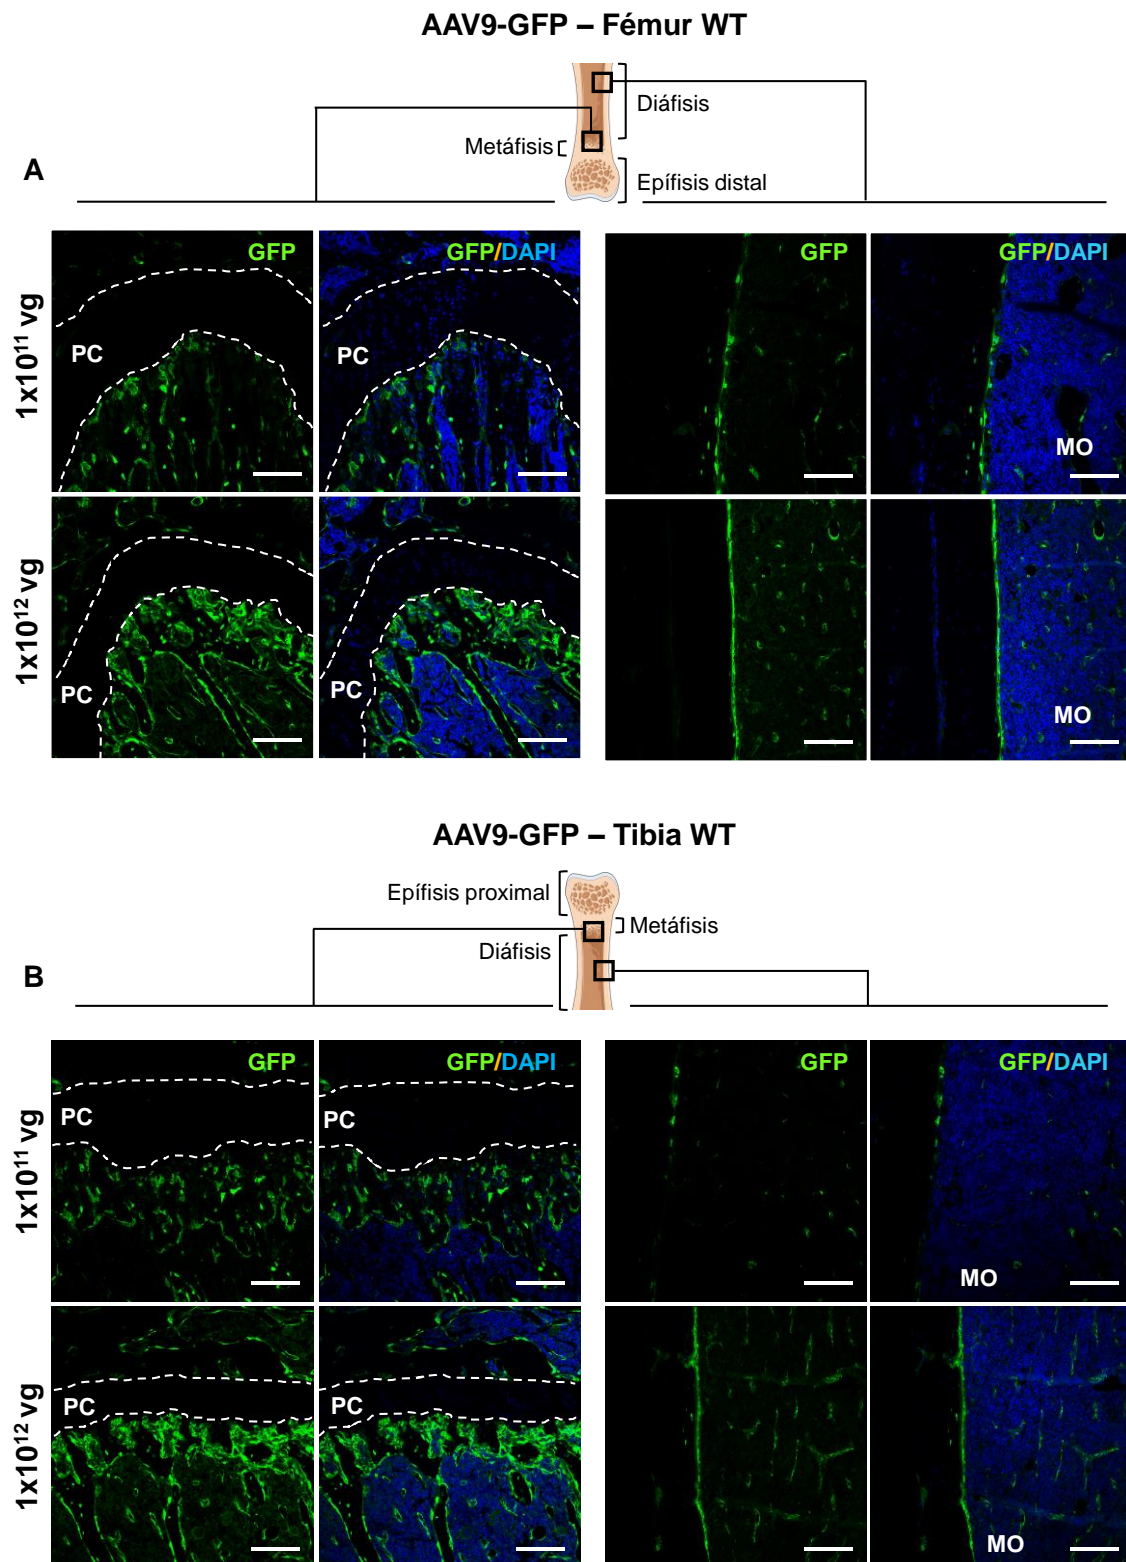 AAV9-GFP – Fémur WT
Diáfisis
Metáfisis
Epífisis distal
A
GFP
GFP/DAPI
GFP
GFP/DAPI
1x10¹¹ vg
PC
PC
MO
1x10¹² vg
PC
PC
MO
AAV9-GFP – Tibia WT
Epífisis proximal
Metáfisis
Diáfisis
B
GFP
GFP/DAPI
GFP
GFP/DAPI
1x10¹¹ vg
PC
PC
MO
1x10¹² vg
PC
PC
MO